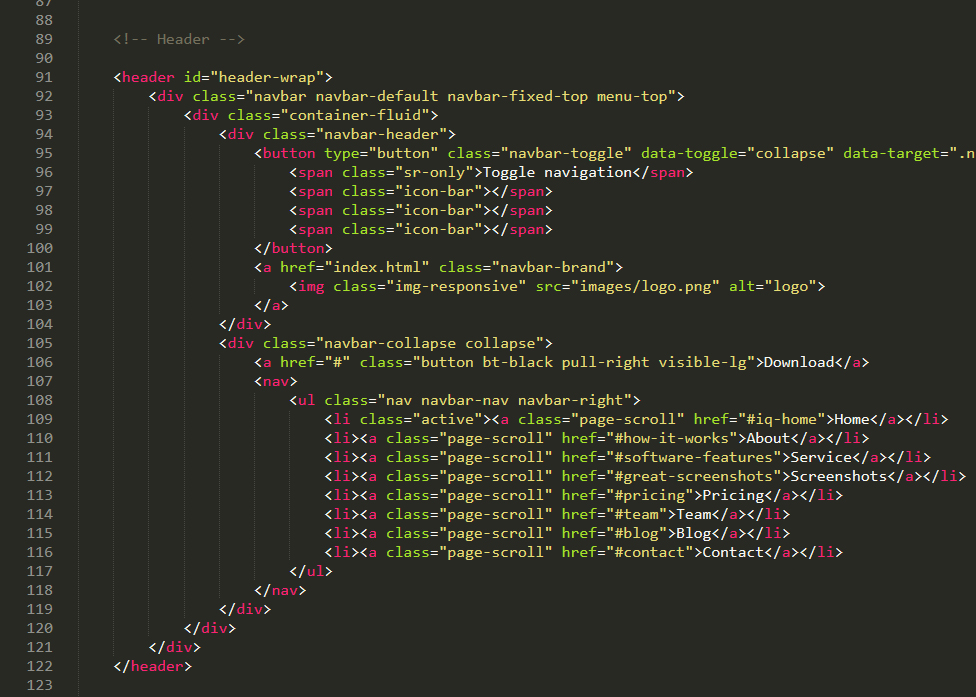 87
88
89 <!-- Header -->
90
91 <header id="header-wrap">
92 <div class="navbar navbar-default navbar-fixed-top menu-top">
93 <div class="container-fluid">
94 <div class="navbar-header">
95 <button type="button" class="navbar-toggle" data-toggle="collapse" data-target=".n
96 <span class="sr-only">Toggle navigation</span>
97 <span class="icon-bar"></span>
98 <span class="icon-bar"></span>
99 <span class="icon-bar"></span>
100 </button>
101 <a href="index.html" class="navbar-brand">
102 <img class="img-responsive" src="images/logo.png" alt="logo">
103 </a>
104 </div>
105 <div class="navbar-collapse collapse">
106 <a href="#" class="button bt-black pull-right visible-lg">Download</a>
107 <nav>
108 <ul class="nav navbar-nav navbar-right">
109 <li class="active"><a class="page-scroll" href="#iq-home">Home</a></li>
110 <li><a class="page-scroll" href="#how-it-works">About</a></li>
111 <li><a class="page-scroll" href="#software-features">Service</a></li>
112 <li><a class="page-scroll" href="#great-screenshots">Screenshots</a></li>
113 <li><a class="page-scroll" href="#pricing">Pricing</a></li>
114 <li><a class="page-scroll" href="#team">Team</a></li>
115 <li><a class="page-scroll" href="#blog">Blog</a></li>
116 <li><a class="page-scroll" href="#contact">Contact</a></li>
117 </ul>
118 </nav>
119 </div>
120 </div>
121 </div>
122 </header>
123